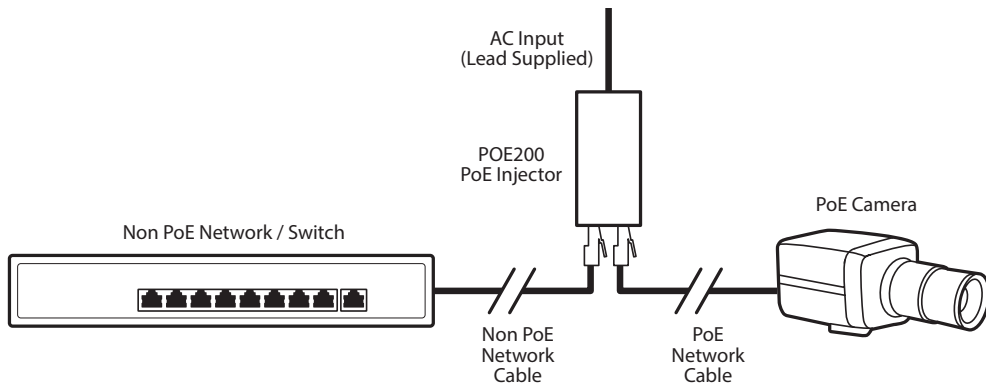 AC Input
(Lead Supplied)
POE200
PoE Injector
PoE Camera
Non PoE Network / Switch
Non PoE
Network
Cable
PoE
Network
Cable